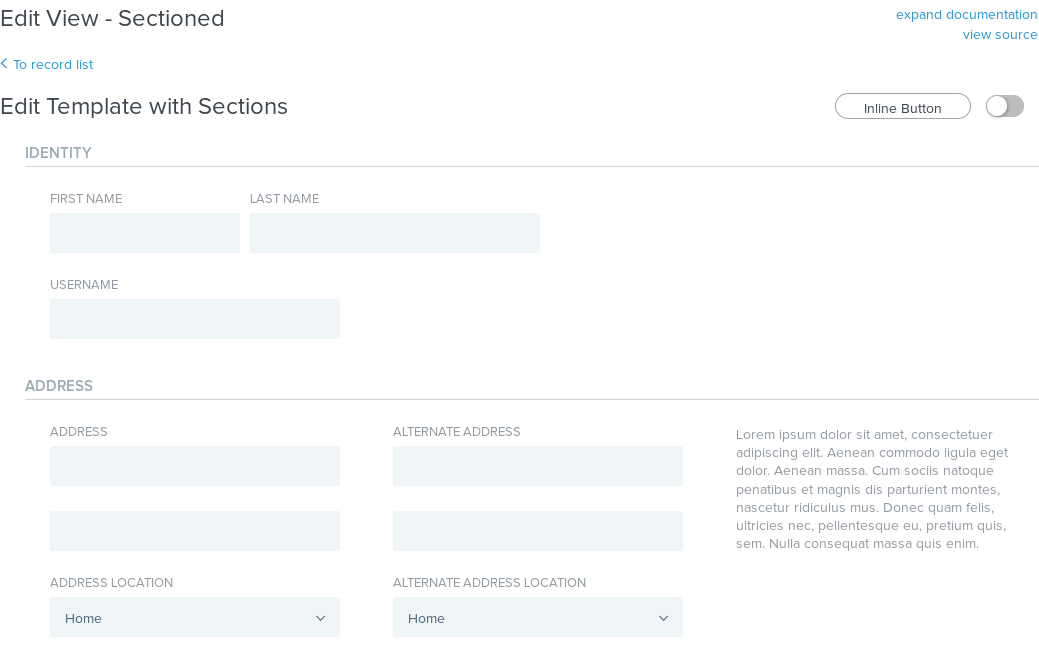 Edit View - Sectioned
expand documentation
view source
To record list
Edit Template with Sections
Inline Button
IDENTITY
FIRST NAME
LAST NAME
USERNAME
ADDRESS
ADDRESS
ALTERNATE ADDRESS
Lorem ipsum dolor sit amet, consectetuer
adipiscing elit. Aenean commodo ligula eget
dolor. Aenean massa. Cum sociis natoque
penatibus et magnis dis parturient montes,
nascetur ridiculus mus. Donec quam felis,
ultricies nec, pellentesque eu, pretium quis,
sem. Nulla consequat massa quis enim.
ADDRESS LOCATION
ALTERNATE ADDRESS LOCATION
Home
Home